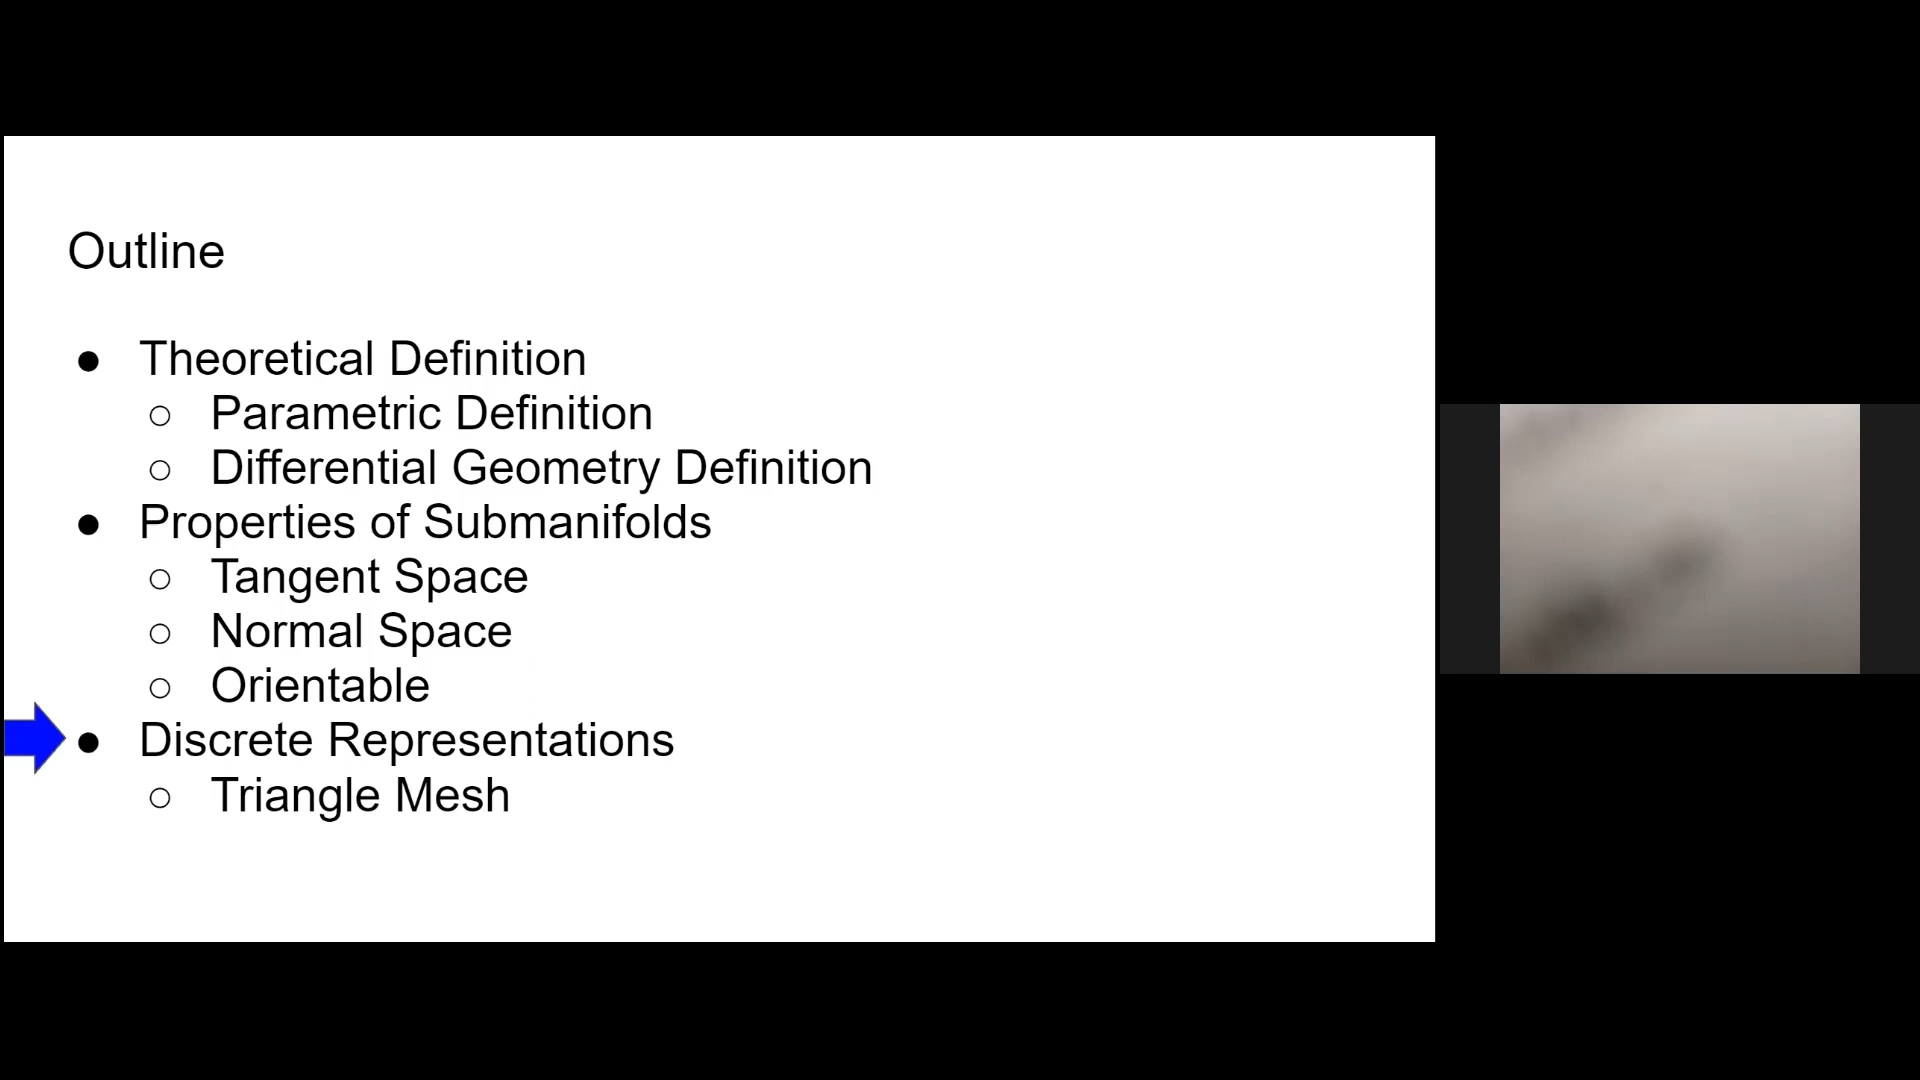 Outline
● Theoretical Definition
○ Parametric Definition
○ Differential Geometry Definition
● Properties of Submanifolds
○ Tangent Space
○ Normal Space
○ Orientable
● Discrete Representations
○ Triangle Mesh